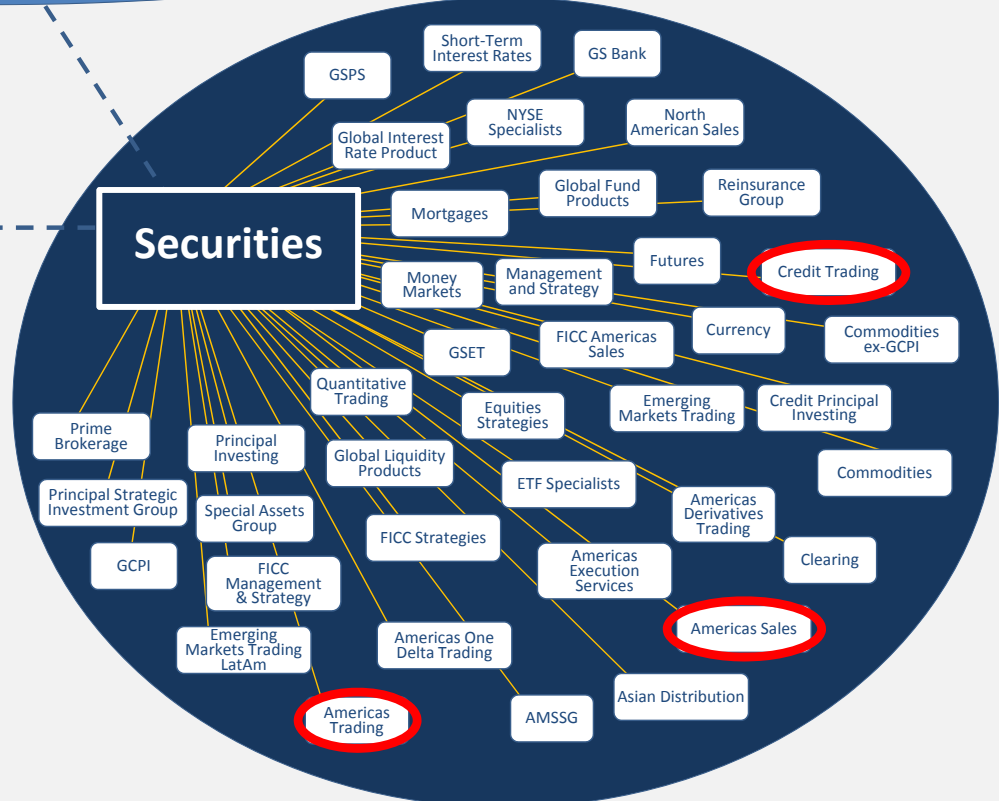 Short-Term
Interest Rates
GS Bank
GSPS
NYSE
Specialists
North
American Sales
Global Interest
Rate Product
Global Fund
Products
Reinsurance
Group
Mortgages
Securities
Futures
Credit Trading
Money
Markets
Management
and Strategy
Currency
Commodities
ex-GCPI
FICC Americas
Sales
GSET
Quantitative
Trading
Equities
Strategies
Emerging
Markets Trading
Credit Principal
Investing
Prime
Brokerage
Principal
Investing
Global Liquidity
Products
Commodities
ETF Specialists
Principal Strategic
Investment Group
Special Assets
Group
Americas
Derivatives
Trading
FICC Strategies
Clearing
GCPI
FICC
Management
& Strategy
Americas
Execution
Services
Americas Sales
Emerging
Markets Trading
LatAm
Americas One
Delta Trading
Asian Distribution
Americas
Trading
AMSSG